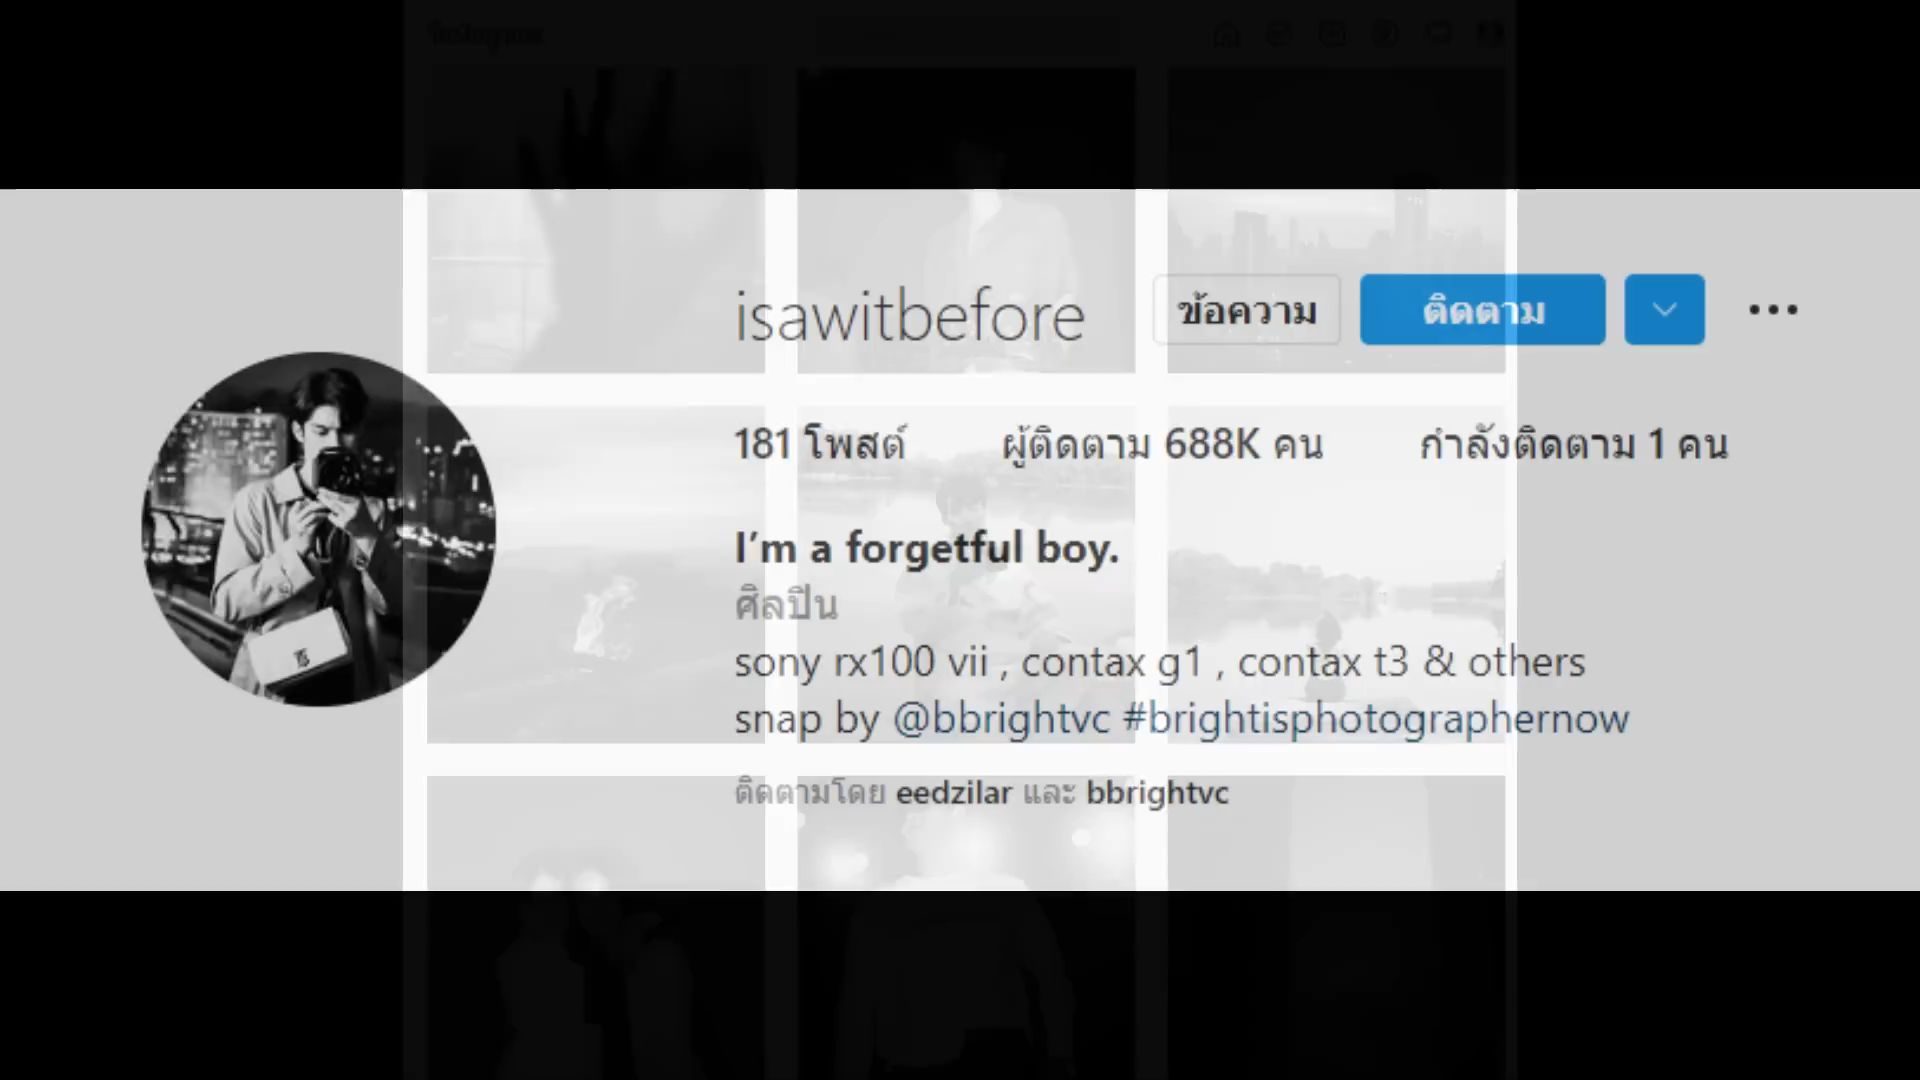 isawitbefore ข้อความ ติดตาม
181 โพสต์ ผู้ติดตาม 688K คน กำลังติดตาม 1 คน
I’m a forgetful boy.
ศิลปิน
sony rx100 vii , contax g1 , contax t3 & others
snap by @bbrightvc #brightisphotographernow
ติดตามโดย eedzilar และ bbrightvc